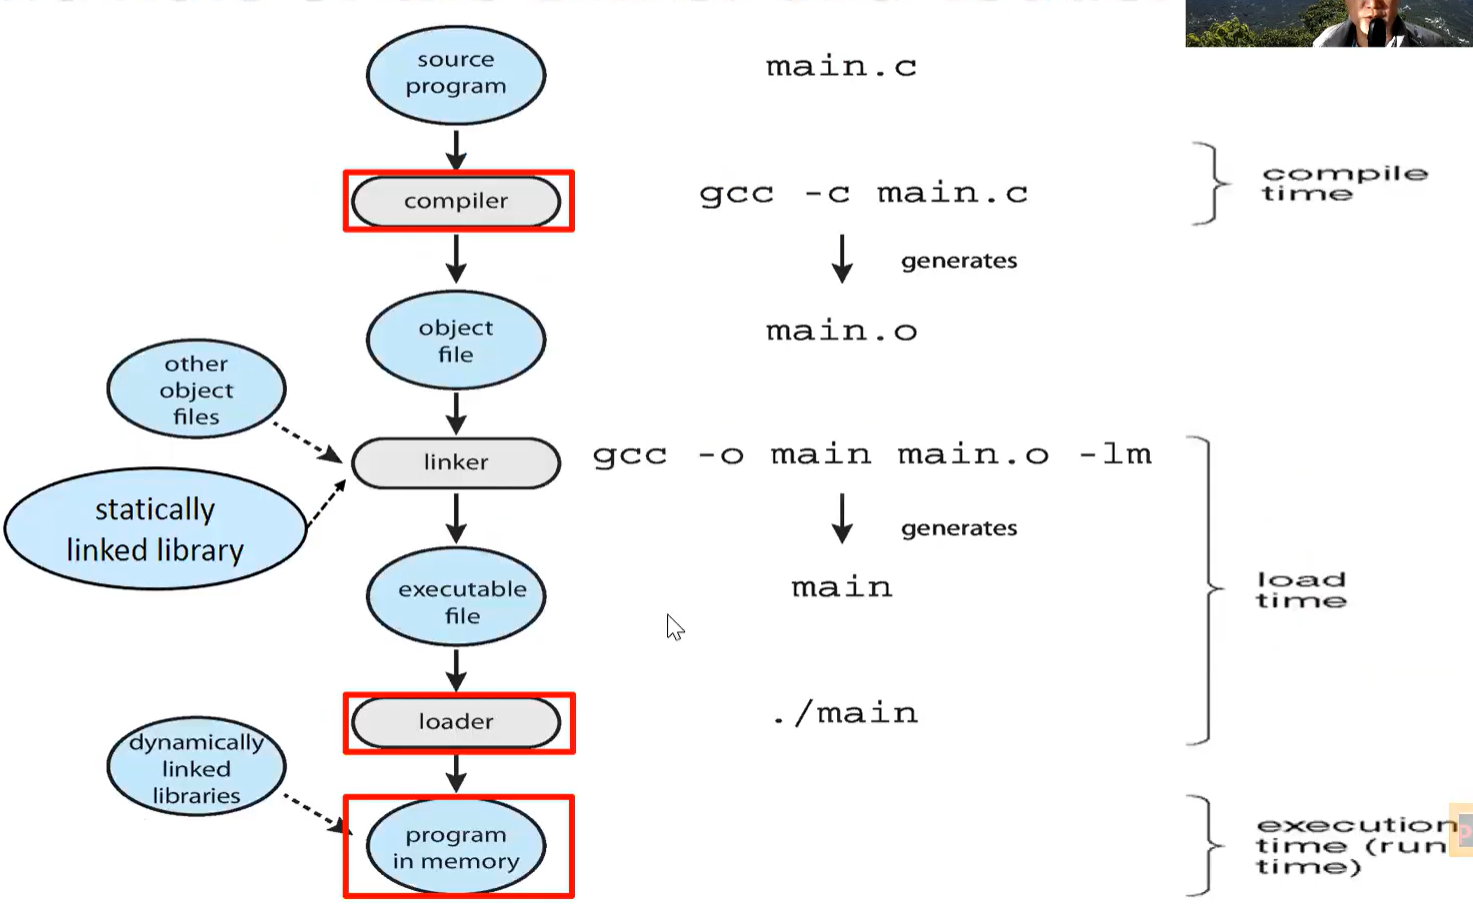 source
program
main.c
compiler
gcc -c main.c
compile
time
generates
object
file
main.o
other
object
files
linker
gcc -o main main.o -lm
statically
linked library
generates
executable
file
main
load
time
loader
./main
dynamically
linked
libraries
program
in memory
execution
time (run
time)